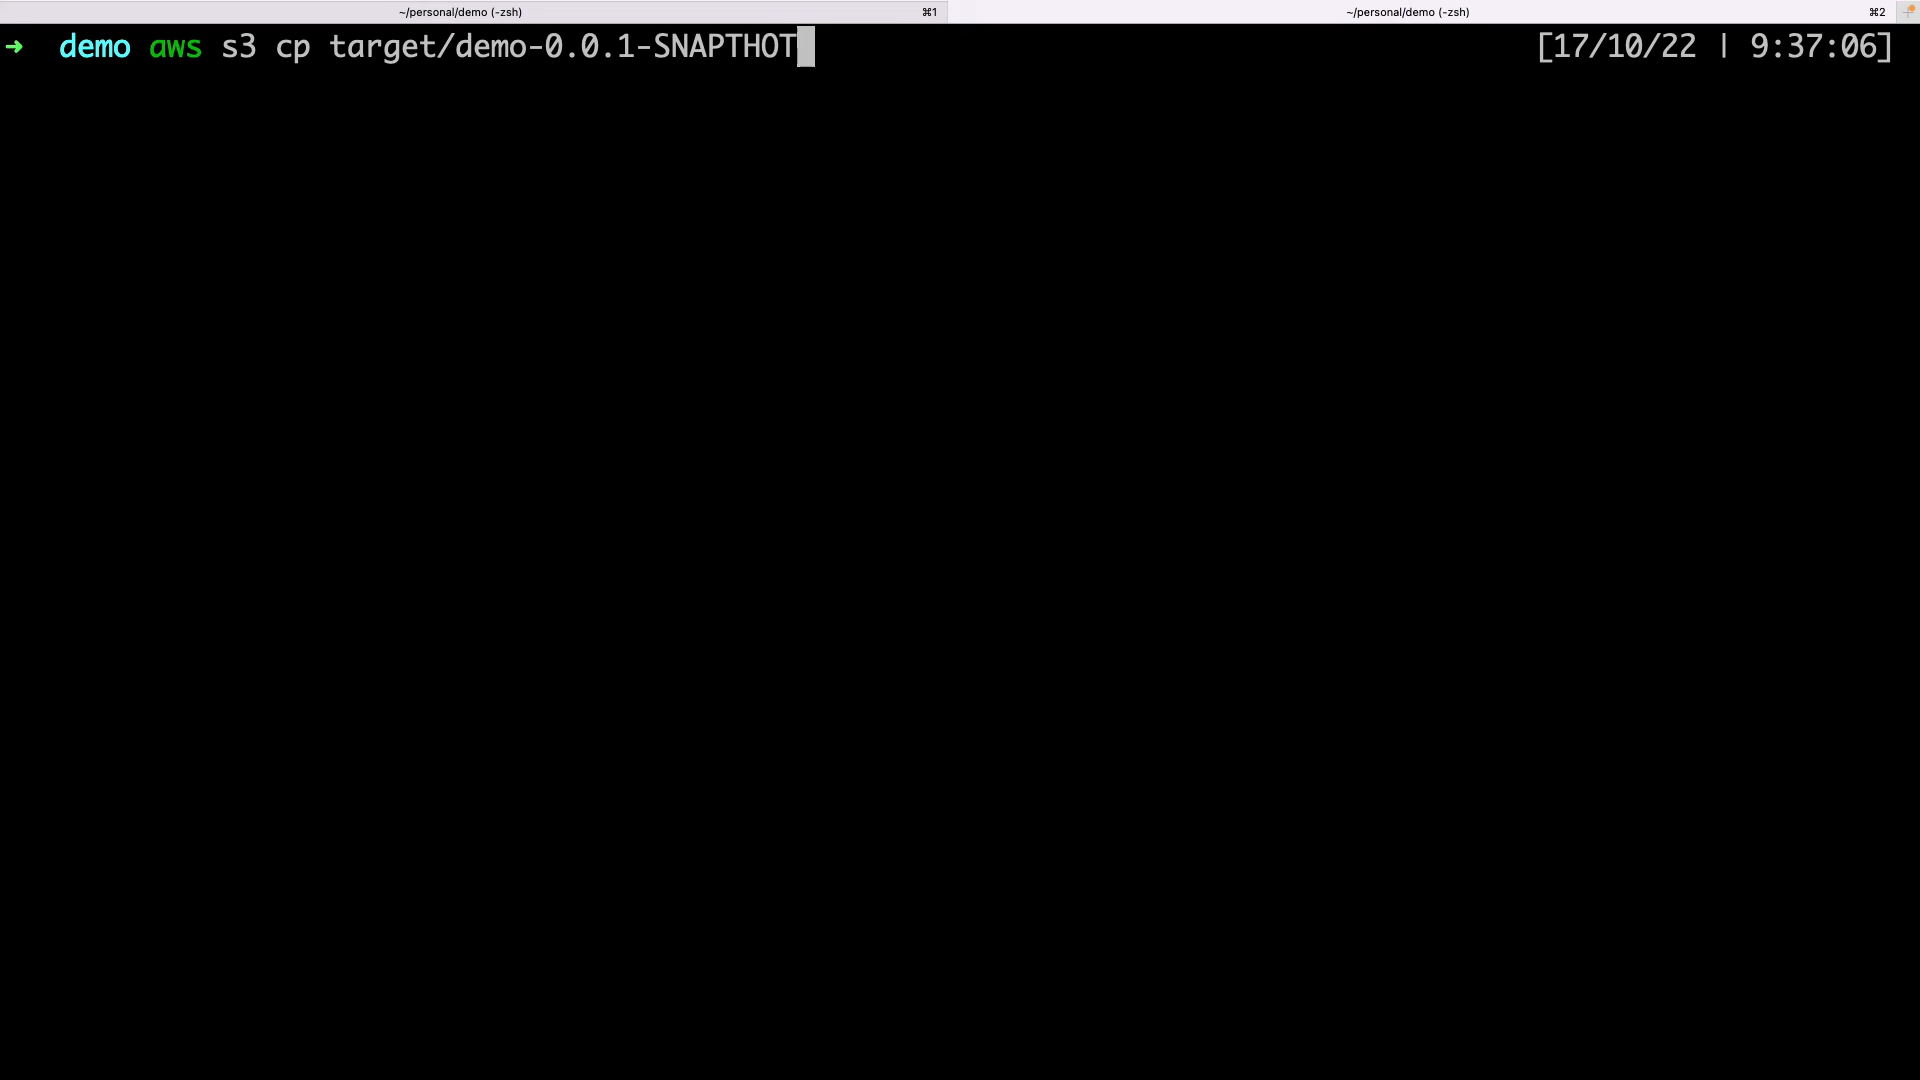 ~/personal/demo (-zsh) ⌘1 ~/personal/demo (-zsh) ⌘2
➜ demo aws s3 cp target/demo-0.0.1-SNAPTHOT [17/10/22 | 9:37:06]